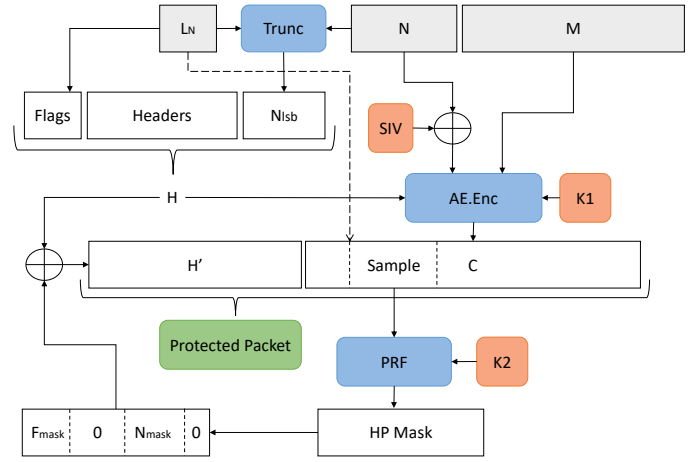 LN Trunc N M
Flags Headers Nlsb
SIV
H AE.Enc K1
H' Sample C
Protected Packet
PRF K2
Fmask 0 Nmask 0 HP Mask